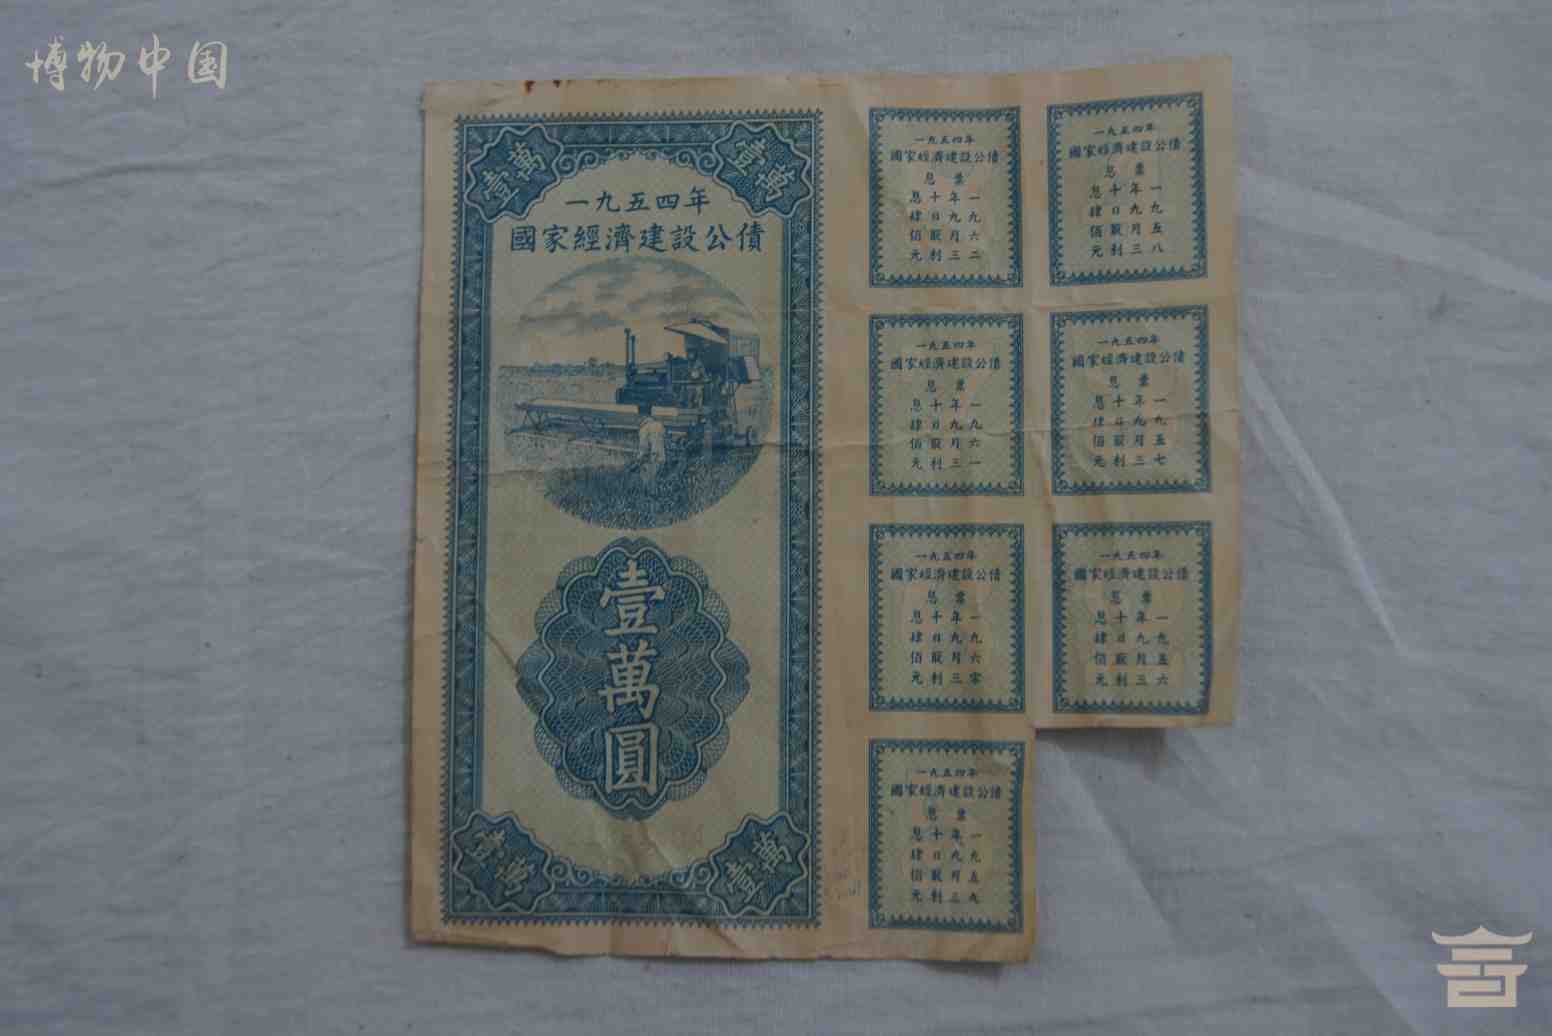 博物中国
壹萬
壹萬
一九五四年
國家經濟建設公債
壹萬圓
壹萬
壹萬
一九五四年
國家經濟建設公債
息票
一九六二
年九月三
十日利
息肆佰元
一九五四年
國家經濟建設公債
息票
一九五八
年九月三
十日利
息肆佰元
一九五四年
國家經濟建設公債
息票
一九六一
年九月三
十日利
息肆佰元
一九五四年
國家經濟建設公債
息票
一九五七
年九月三
十日利
息肆佰元
一九五四年
國家經濟建設公債
息票
一九六零
年九月三
十日利
息肆佰元
一九五四年
國家經濟建設公債
息票
一九五六
年九月三
十日利
息肆佰元
一九五四年
國家經濟建設公債
息票
一九五九
年九月三
十日利
息肆佰元